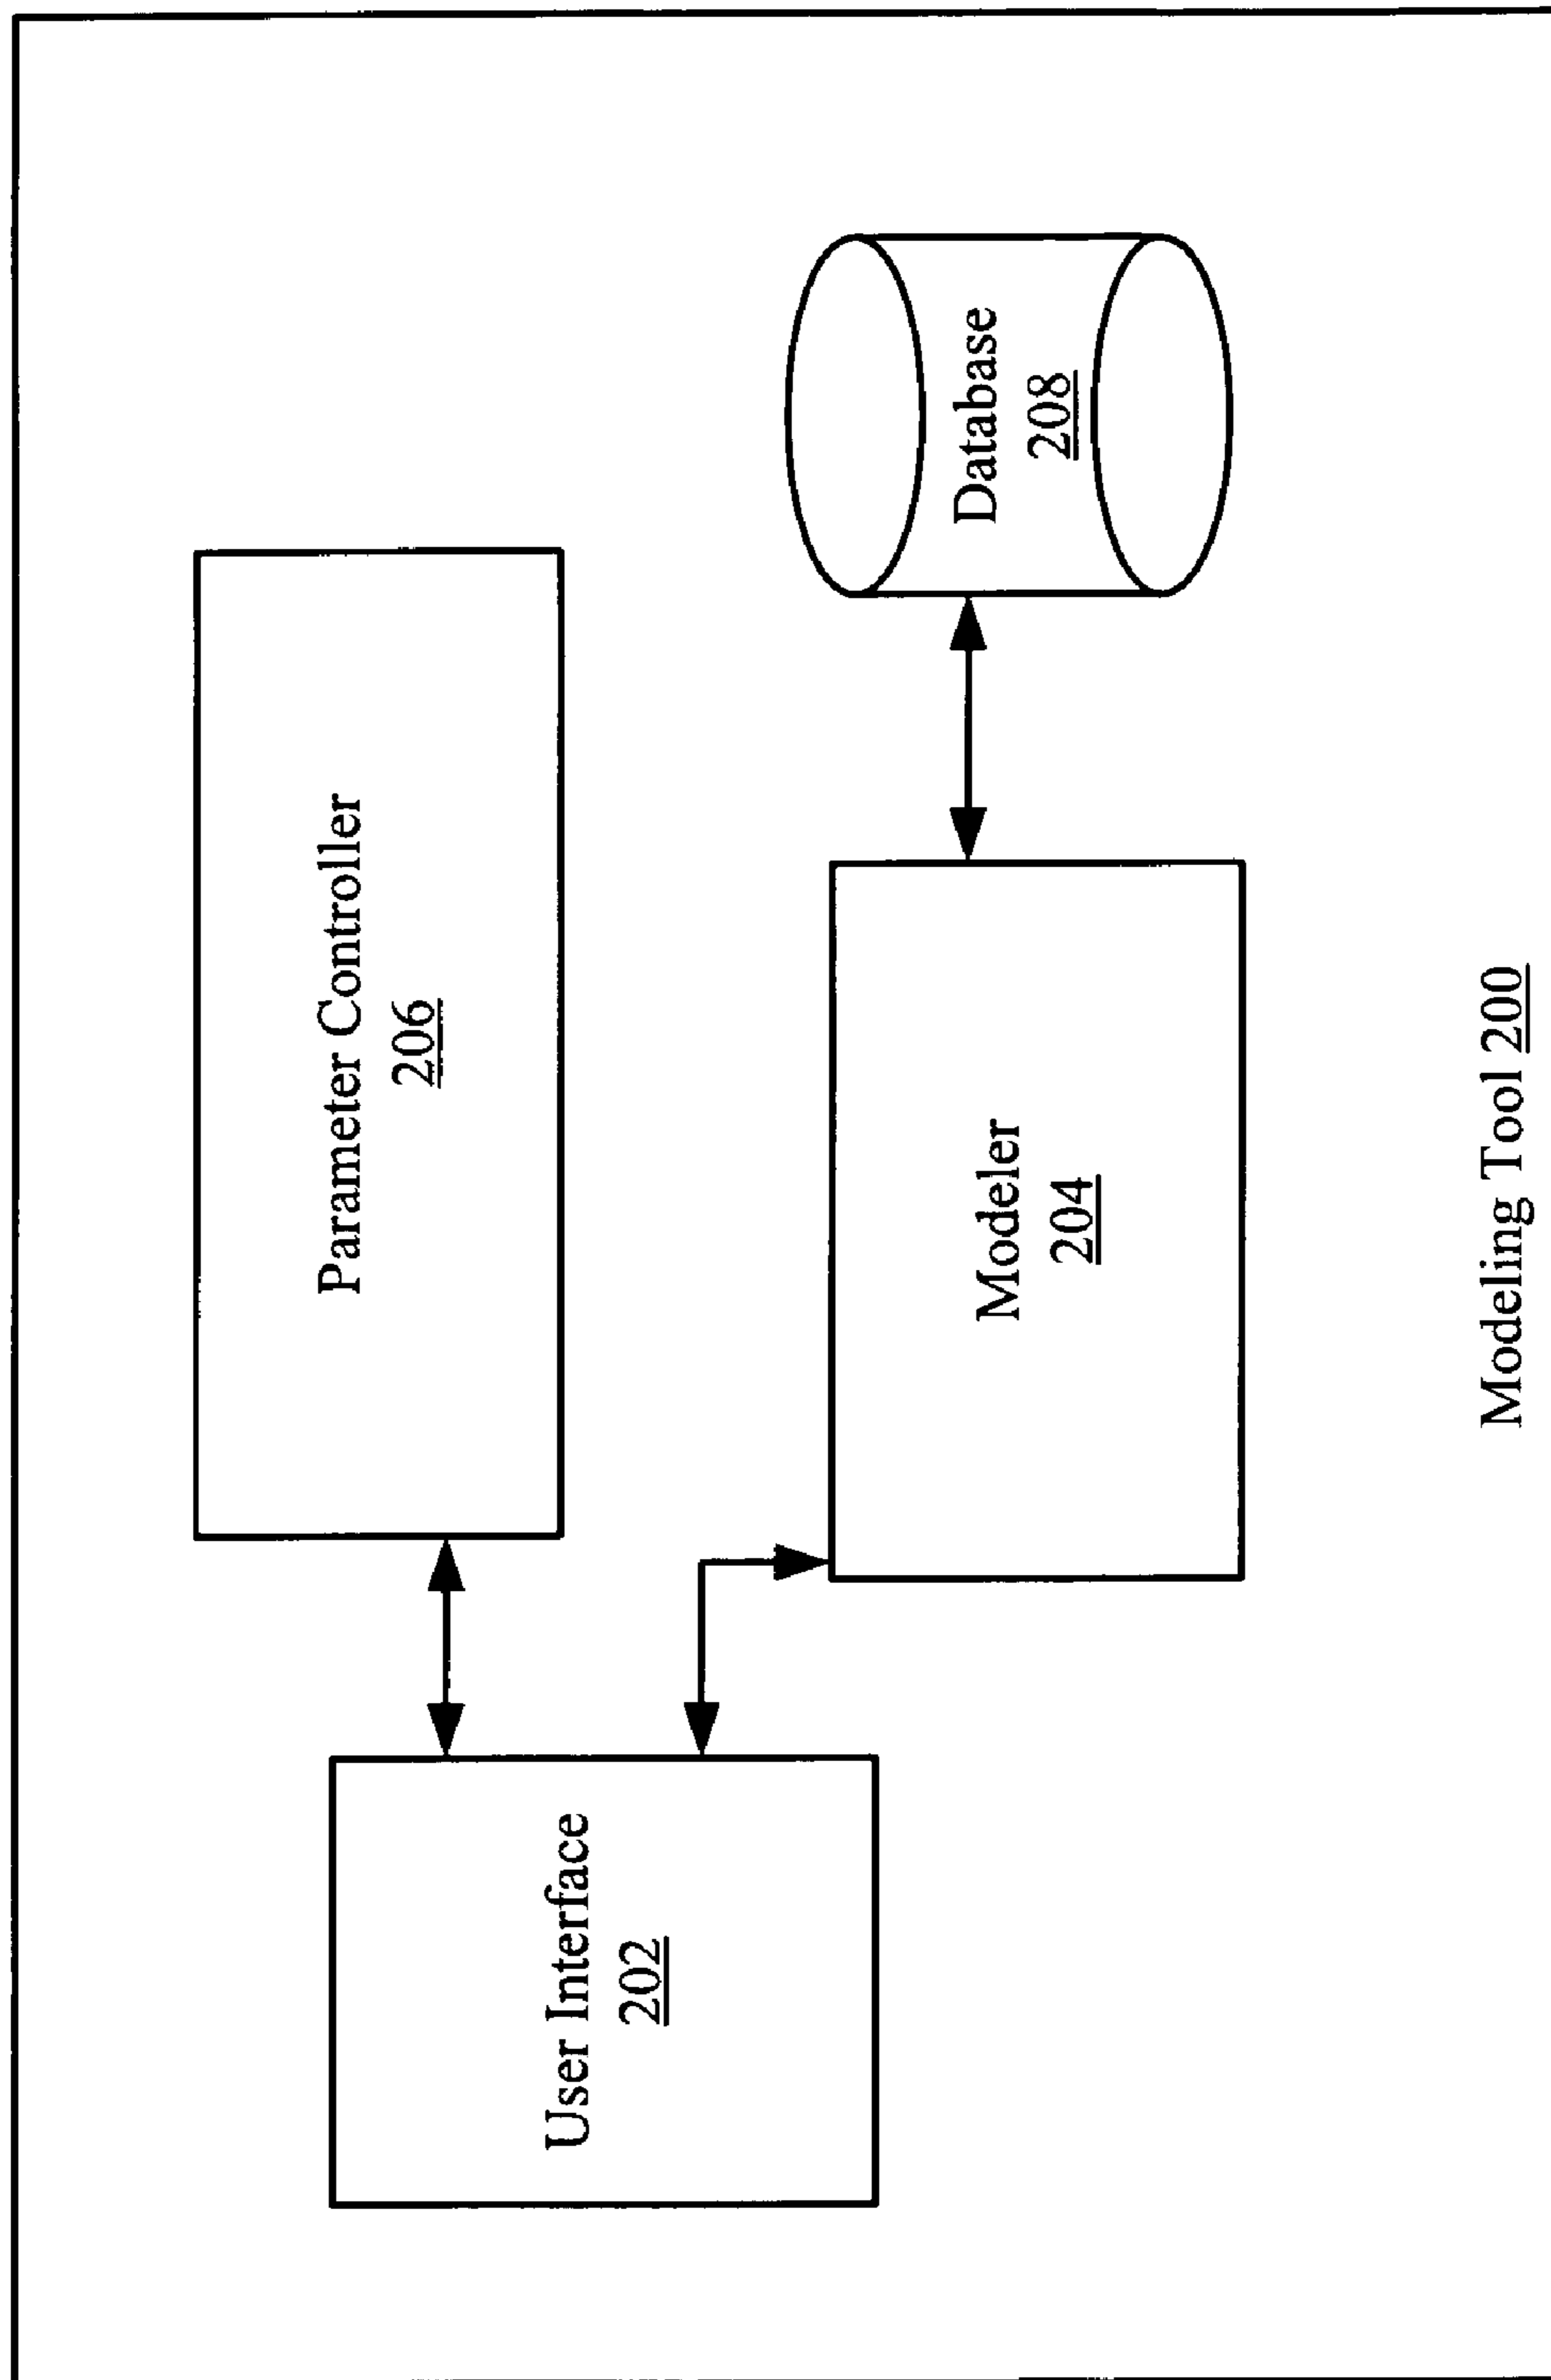 Parameter Controller
206
User Interface
202
Modeler
204
Database
208
Modeling Tool 200